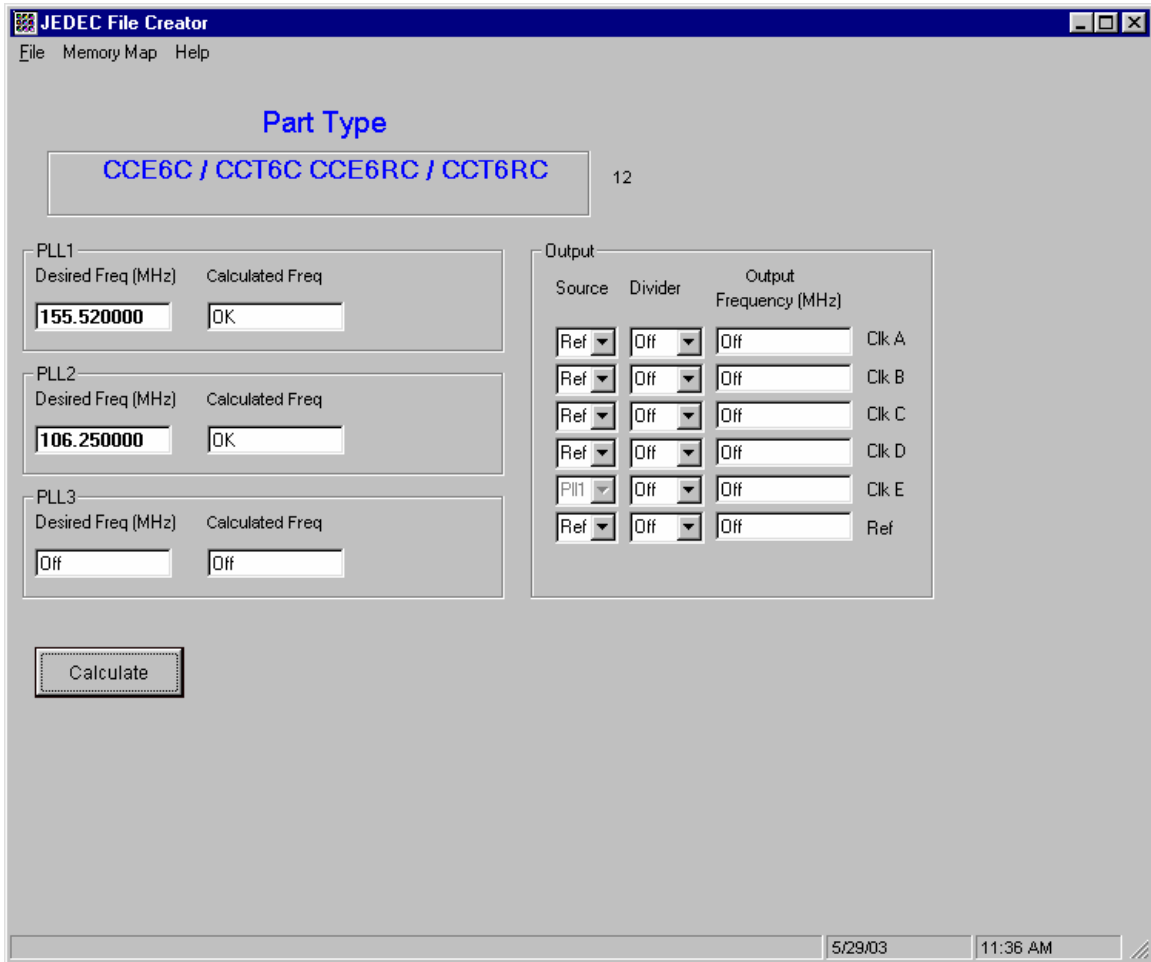 JEDEC File Creator
File Memory Map Help
Part Type
CCE6C / CCT6C CCE6RC / CCT6RC
12
PLL1
Desired Freq (MHz) Calculated Freq
155.520000 OK
PLL2
Desired Freq (MHz) Calculated Freq
106.250000 OK
PLL3
Desired Freq (MHz) Calculated Freq
Off Off
Output
Source Divider Output Frequency (MHz)
Ref Off Off Clk A
Ref Off Off Clk B
Ref Off Off Clk C
Ref Off Off Clk D
Pll1 Off Off Clk E
Ref Off Off Ref
Calculate
5/29/03 11:36 AM